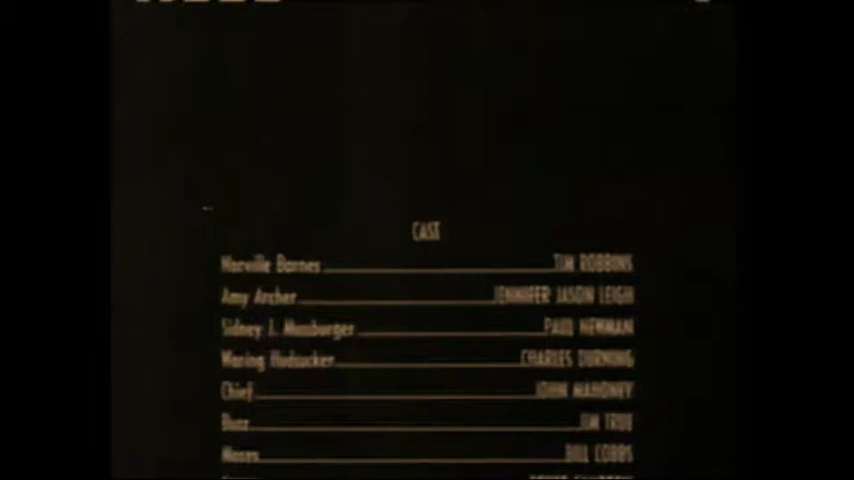 CAST
Norville Barnes TIM ROBBINS
Amy Archer JENNIFER JASON LEIGH
Sidney J. Mussburger PAUL NEWMAN
Waring Hudsucker CHARLES DURNING
Chief JOHN MAHONEY
Buzz JIM TRUE
Moses BILL COBBS